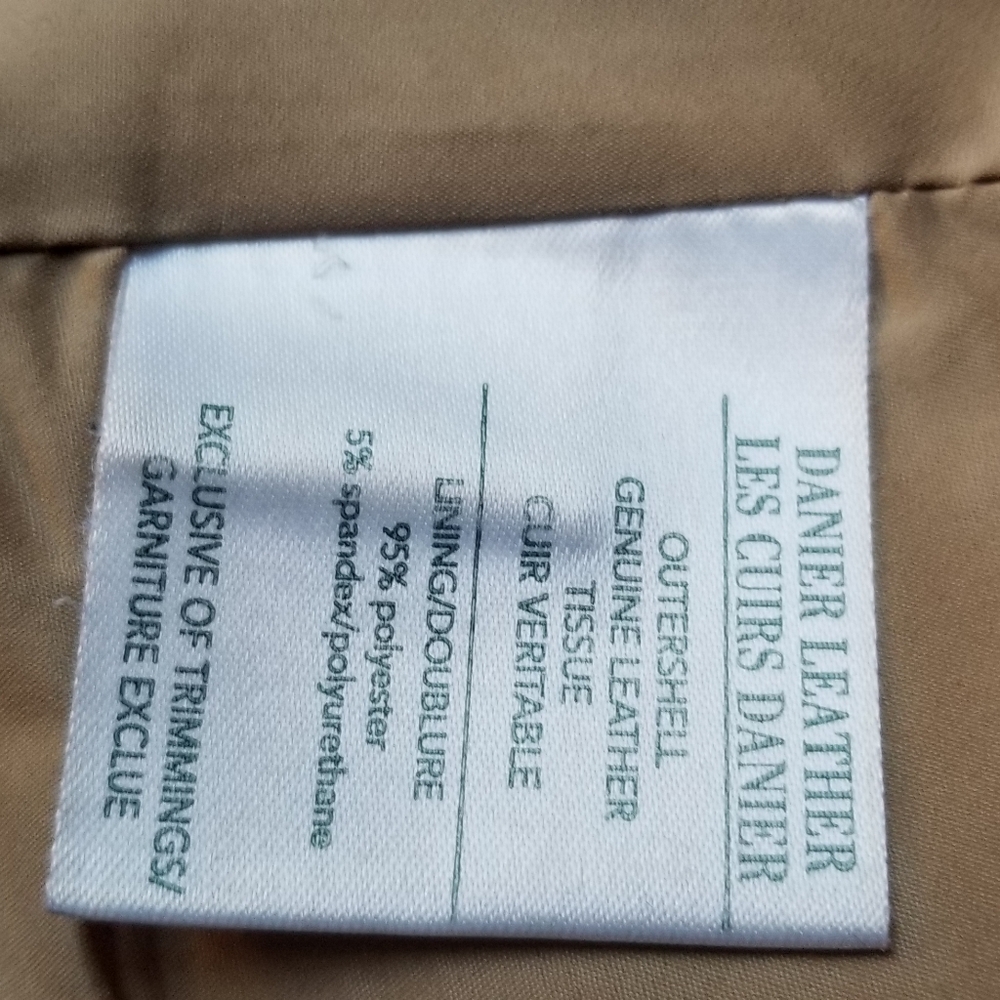 DANIER LEATHER
LES CUIRS DANIER
OUTERSHELL
GENUINE LEATHER
TISSUE
CUIR VERITABLE
LINING/DOUBLURE
95% polyester
5% spandex/polyurethane
EXCLUSIVE OF TRIMMINGS/
GARNITURE EXCLUE